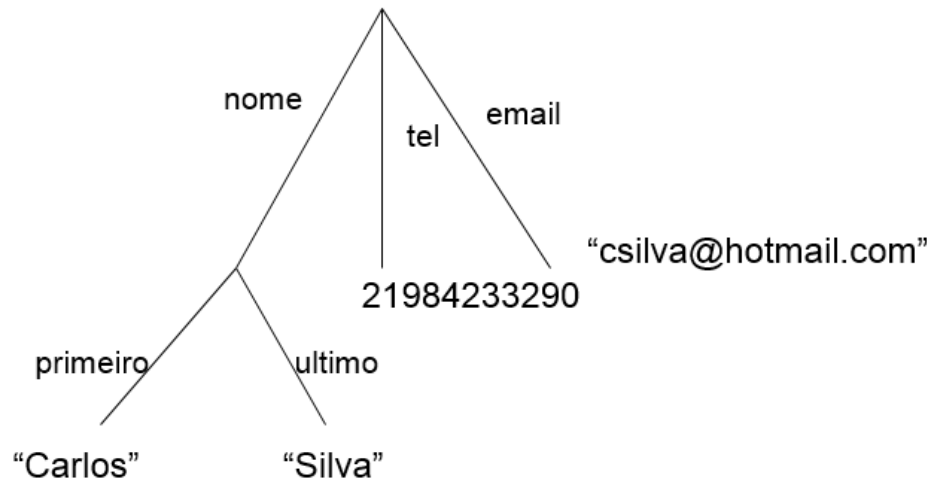 nome
tel
email
“csilva@hotmail.com”
21984233290
primeiro
ultimo
“Carlos”
“Silva”